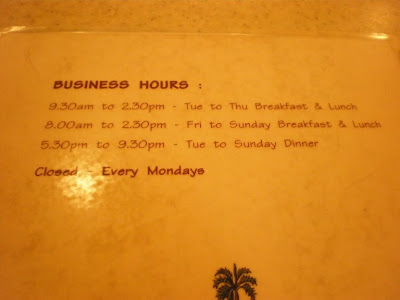 BUSINESS HOURS :
9.30am to 2.30pm - Tue to Thu Breakfast & Lunch
8.00am to 2.30pm - Fri to Sunday Breakfast & Lunch
5.30pm to 9.30pm - Tue to Sunday Dinner
Closed - Every Mondays